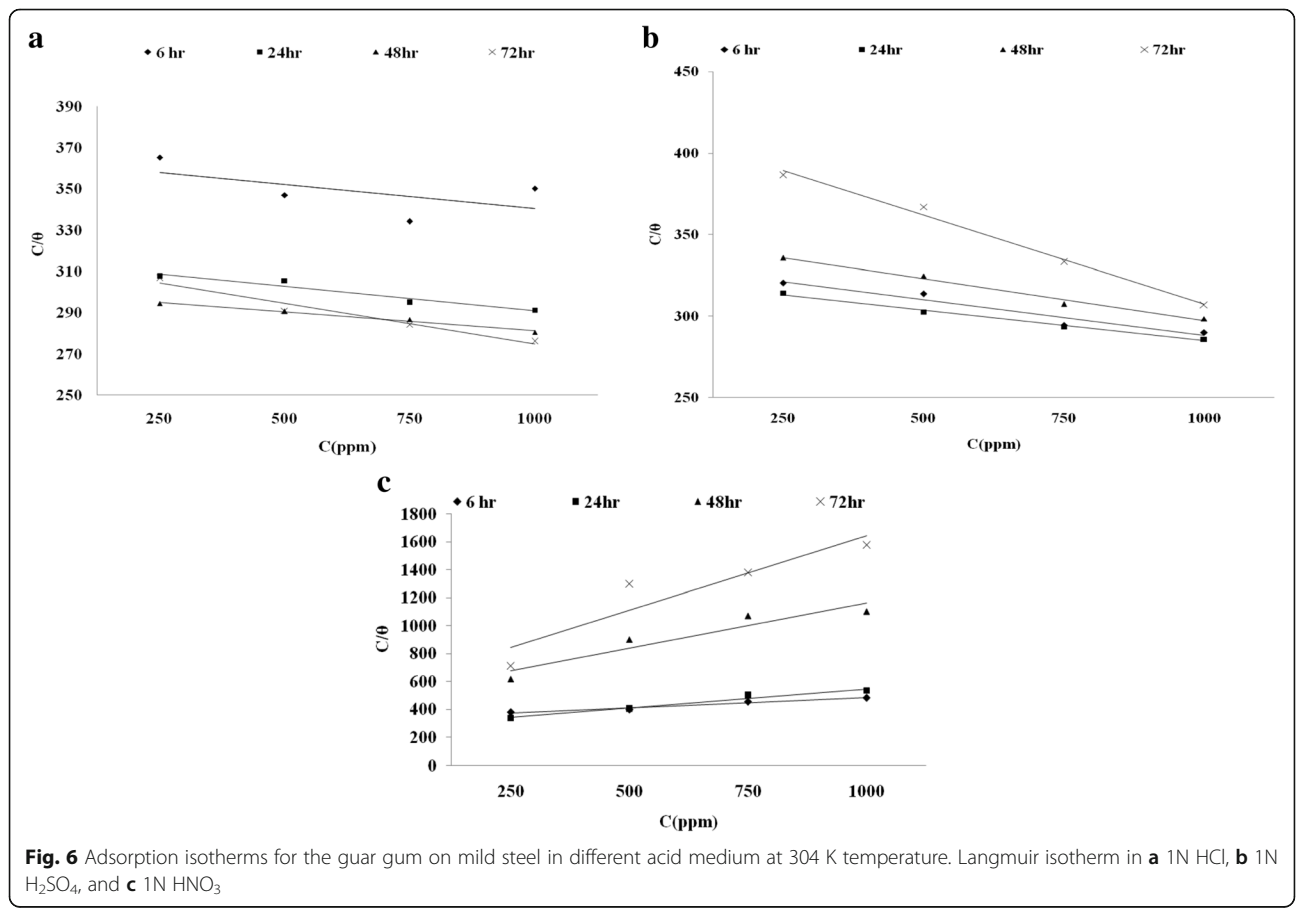 a
6 hr 24hr 48hr 72hr
390
370
350
330
310
290
270
250
C/θ
250 500 750 1000
C(ppm)
b
6 hr 24hr 48hr 72hr
450
400
350
300
250
C/θ
250 500 750 1000
C(ppm)
c
6 hr 24hr 48hr 72hr
1800
1600
1400
1200
1000
800
600
400
200
0
C/θ
250 500 750 1000
C(ppm)
Fig. 6 Adsorption isotherms for the guar gum on mild steel in different acid medium at 304 K temperature. Langmuir isotherm in a 1N HCl, b 1N
H₂SO₄, and c 1N HNO₃